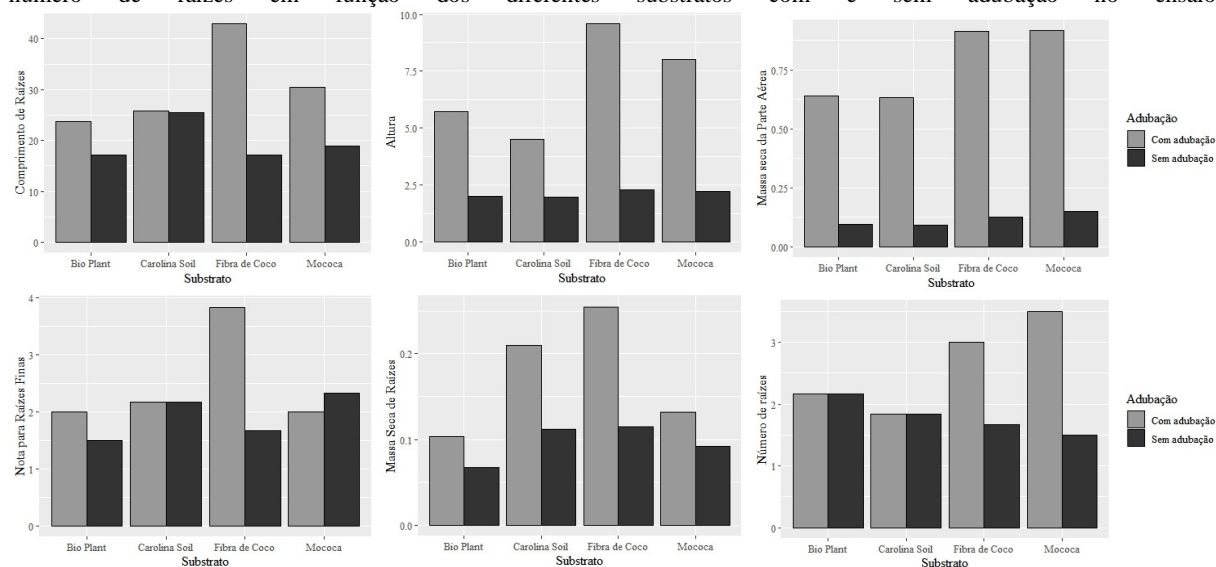 número de raízes em função dos diferentes substratos com e sem adubação no ensaio
Comprimento de Raízes
40
30
20
10
0
Bio Plant Carolina Soil Fibra de Coco Mococa
Substrato
Altura
10.0
7.5
5.0
2.5
0.0
Bio Plant Carolina Soil Fibra de Coco Mococa
Substrato
Massa seca da Parte Aérea
0.75
0.50
0.25
0.00
Bio Plant Carolina Soil Fibra de Coco Mococa
Substrato
Adubação
Com adubação
Sem adubação
Nota para Raízes Finas
4
3
2
1
0
Bio Plant Carolina Soil Fibra de Coco Mococa
Substrato
Massa Seca de Raízes
0.2
0.1
0.0
Bio Plant Carolina Soil Fibra de Coco Mococa
Substrato
Número de raízes
3
2
1
0
Bio Plant Carolina Soil Fibra de Coco Mococa
Substrato
Adubação
Com adubação
Sem adubação